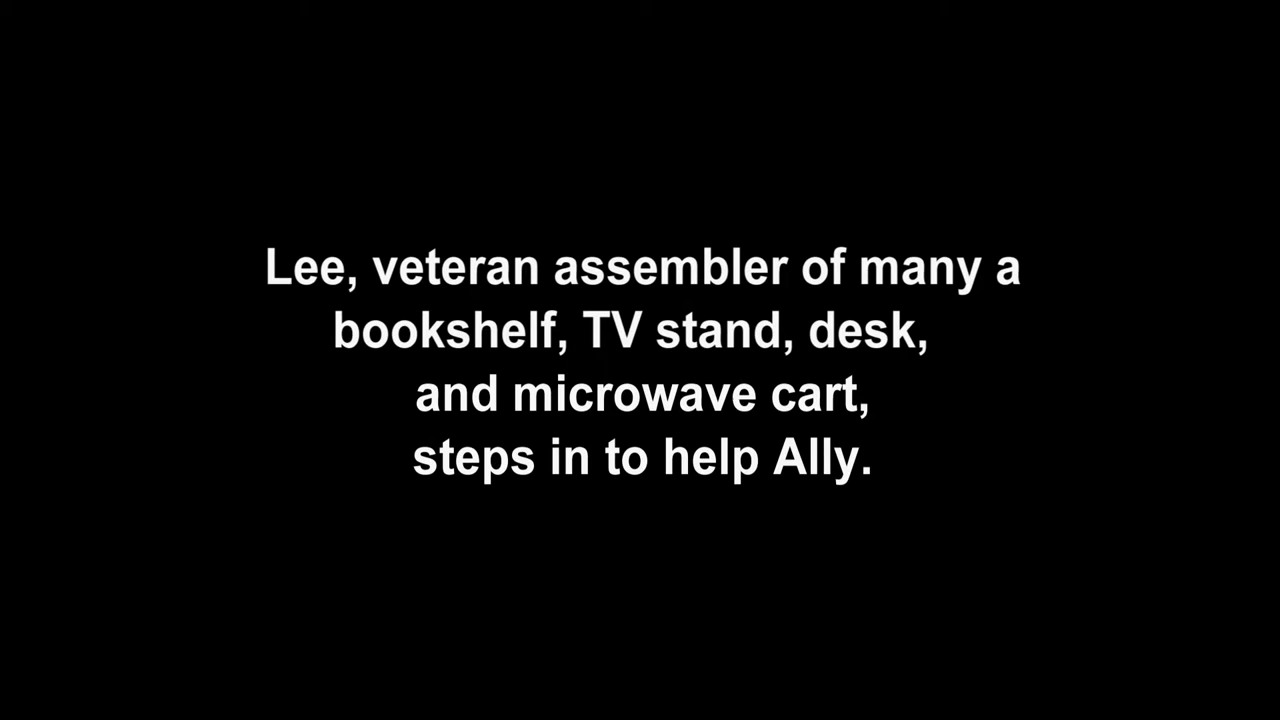 Lee, veteran assembler of many a
bookshelf, TV stand, desk,
and microwave cart,
steps in to help Ally.